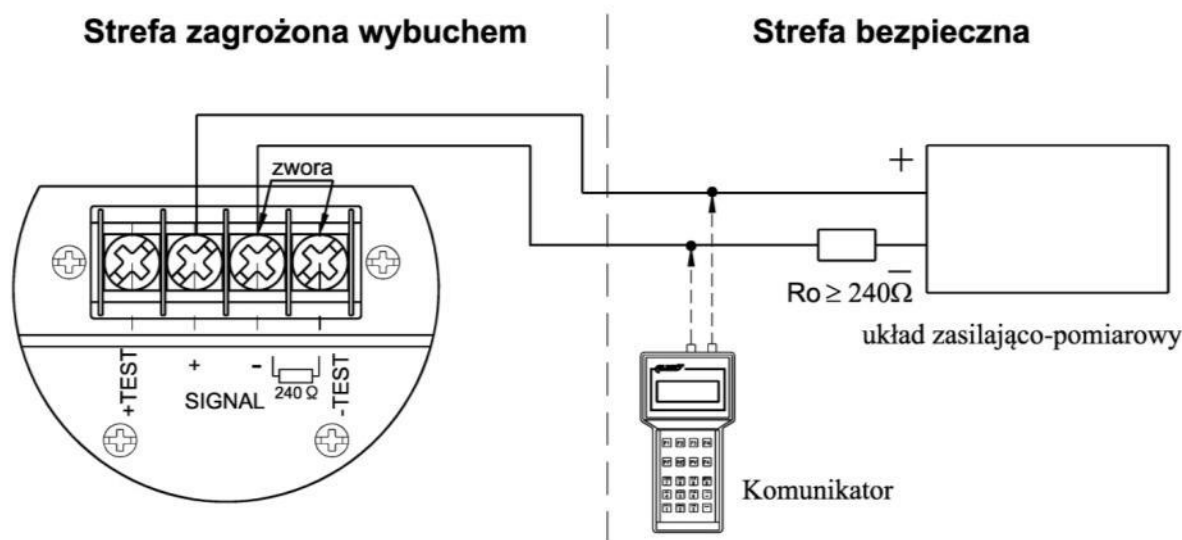 Strefa zagrożona wybuchem
Strefa bezpieczna
zwora
+
−
Ro ≥ 240Ω
układ zasilająco-pomiarowy
+TEST
+
-
SIGNAL
240 Ω
-TEST
Komunikator